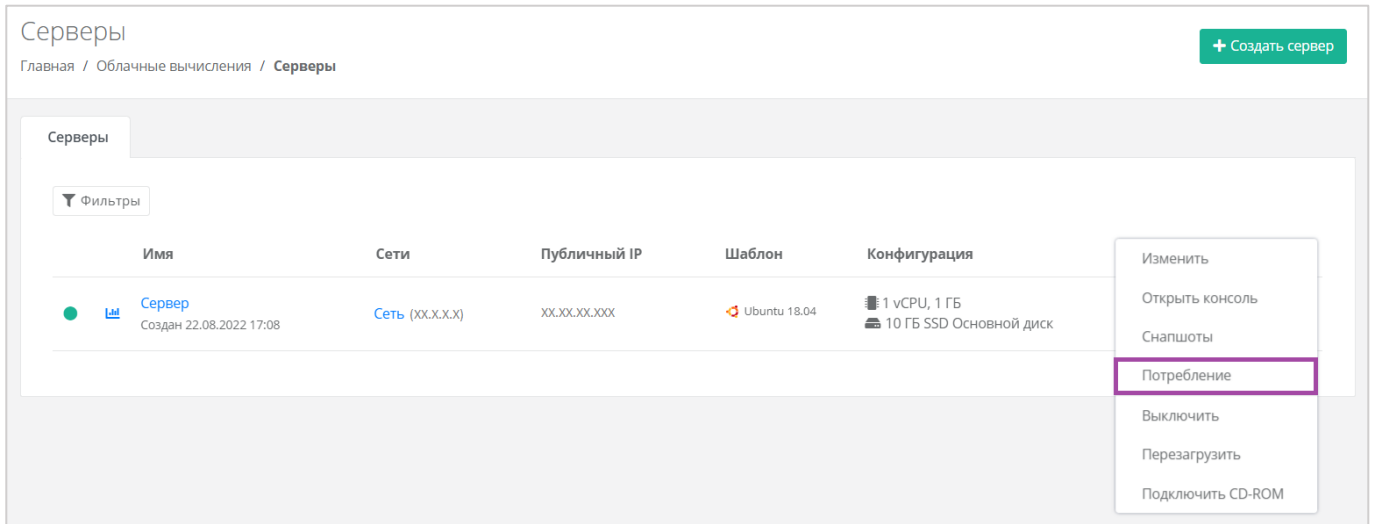 Серверы
+ Создать сервер
Главная / Облачные вычисления / Серверы
Серверы
Фильтры
Имя Сети Публичный IP Шаблон Конфигурация
Сервер
Создан 22.08.2022 17:08
Сеть (XX.X.X.X)
XX.XX.XX.XXX
Ubuntu 18.04
1 vCPU, 1 ГБ
10 ГБ SSD Основной диск
Изменить
Открыть консоль
Снапшоты
Потребление
Выключить
Перезагрузить
Подключить CD-ROM